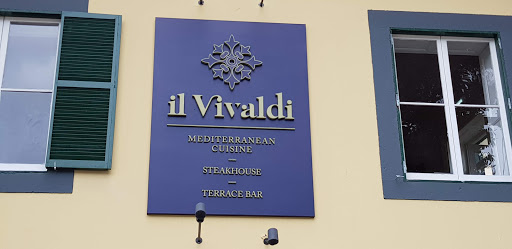 il Vivaldi
MEDITERRANEAN
CUISINE
STEAKHOUSE
TERRACE BAR